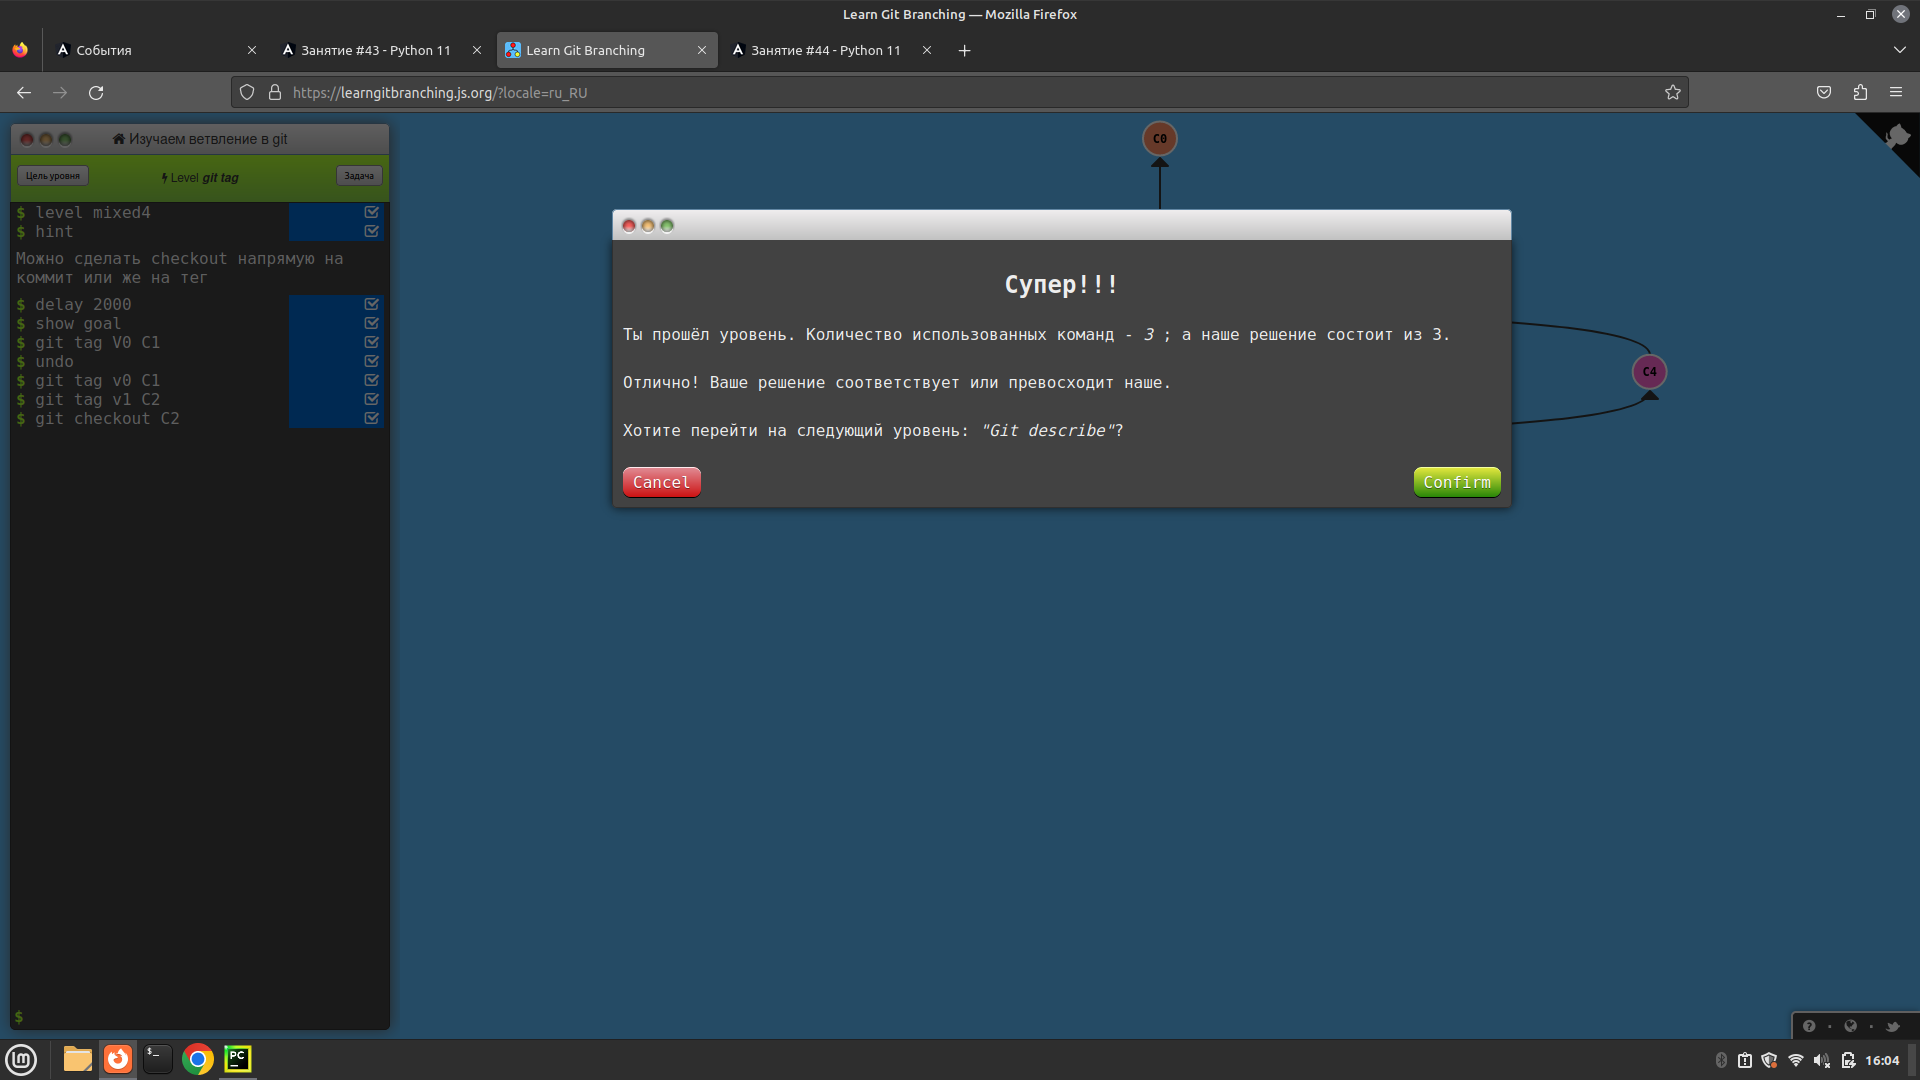 Learn Git Branching — Mozilla Firefox
События
Занятие #43 - Python 11
Learn Git Branching
Занятие #44 - Python 11
https://learngitbranching.js.org/?locale=ru_RU
Изучаем ветвление в git
Цель уровня
Level git tag
Задача
$ level mixed4
$ hint
Можно сделать checkout напрямую на
коммит или же на тег
$ delay 2000
$ show goal
$ git tag V0 C1
$ undo
$ git tag v0 C1
$ git tag v1 C2
$ git checkout C2
$
C0
C4
Супер!!!
Ты прошёл уровень. Количество использованных команд - 3 ; а наше решение состоит из 3.
Отлично! Ваше решение соответствует или превосходит наше.
Хотите перейти на следующий уровень: "Git describe"?
Cancel
Confirm
$_
PC
16:04